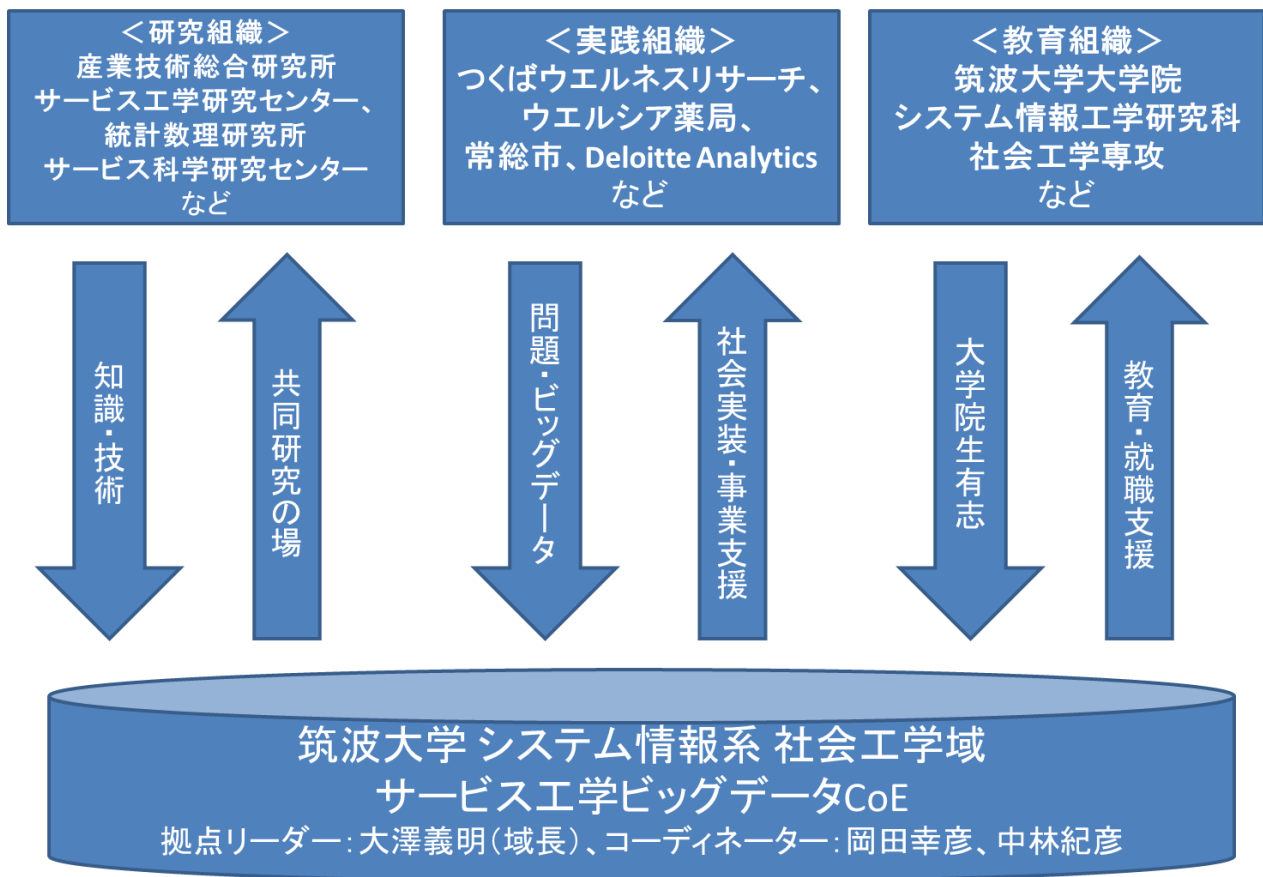 ＜研究組織＞
産業技術総合研究所
サービス工学研究センター、
統計数理研究所
サービス科学研究センター
など
＜実践組織＞
つくばウエルネスリサーチ、
ウエルシア薬局、
常総市、Deloitte Analytics
など
＜教育組織＞
筑波大学大学院
システム情報工学研究科
社会工学専攻
など
知識・技術
共同研究の場
問題・ビッグデータ
社会実装・事業支援
大学院生有志
教育・就職支援
筑波大学 システム情報系 社会工学域
サービス工学ビッグデータCoE
拠点リーダー：大澤義明（域長）、コーディネーター：岡田幸彦、中林紀彦